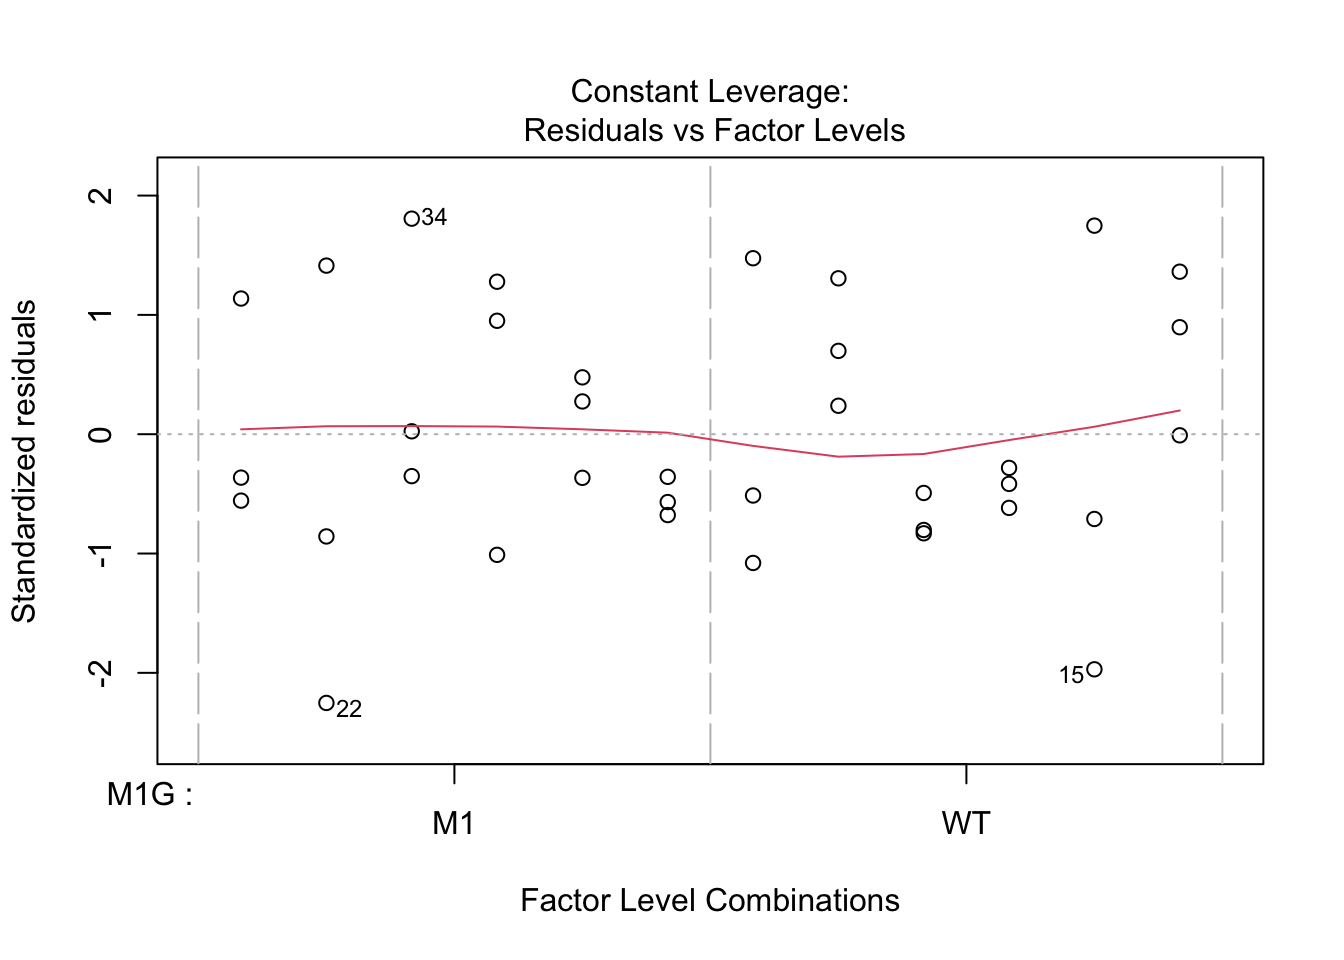 Constant Leverage:
Residuals vs Factor Levels
Standardized residuals
2
1
0
-1
-2
34
22
15
M1G :
M1
WT
Factor Level Combinations